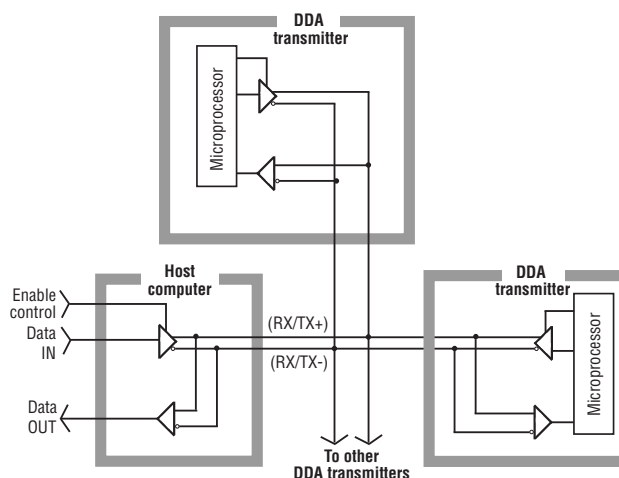 DDA
transmitter
Microprocessor
Host
computer
DDA
transmitter
Enable
control
Data
IN
(RX/TX+)
(RX/TX-)
Microprocessor
Data
OUT
To other
DDA transmitters